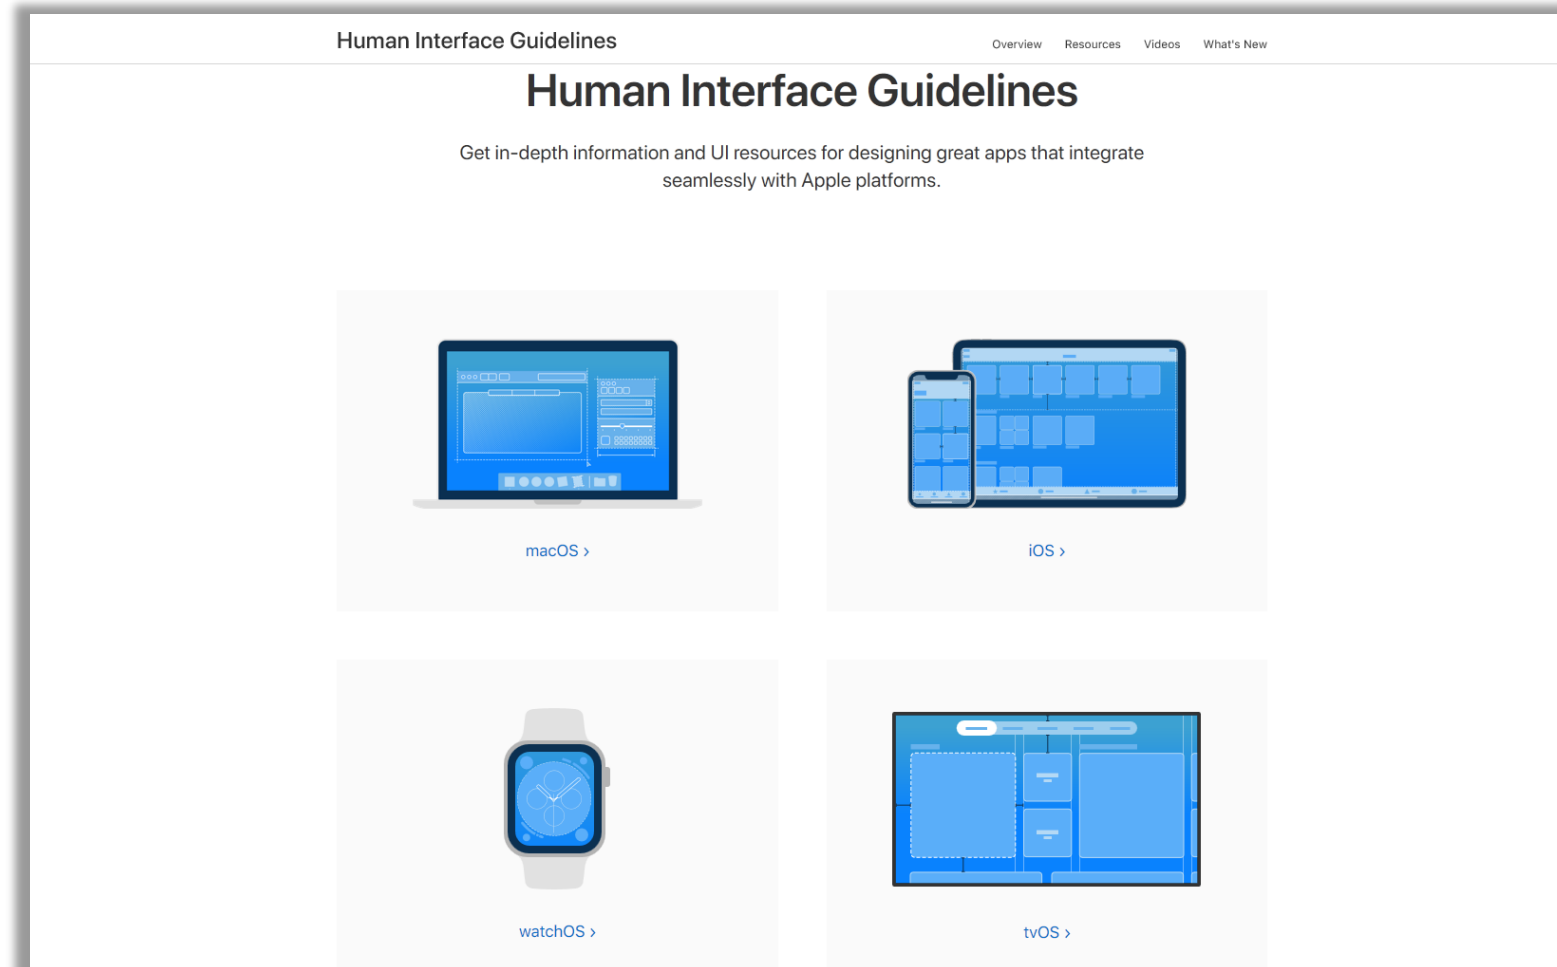 Human Interface Guidelines
Overview Resources Videos What's New
Human Interface Guidelines
Get in-depth information and UI resources for designing great apps that integrate
seamlessly with Apple platforms.
macOS >
iOS >
watchOS >
tvOS >